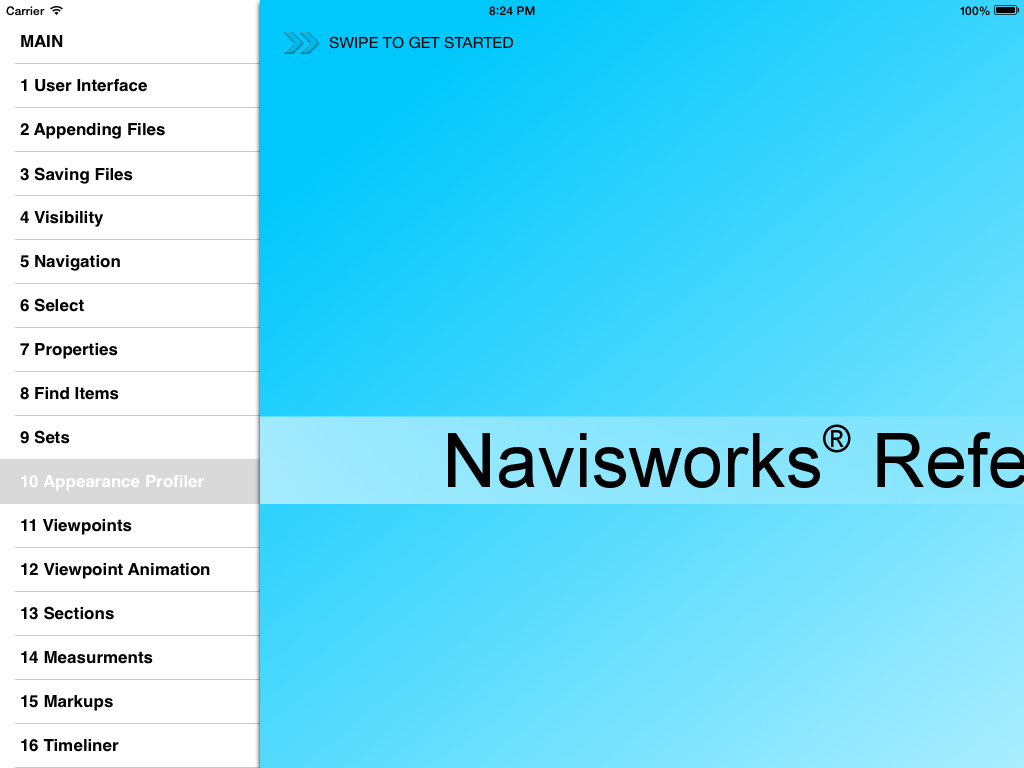 Carrier 8:24 PM 100%
MAIN
1 User Interface
2 Appending Files
3 Saving Files
4 Visibility
5 Navigation
6 Select
7 Properties
8 Find Items
9 Sets
10 Appearance Profiler
11 Viewpoints
12 Viewpoint Animation
13 Sections
14 Measurments
15 Markups
16 Timeliner
SWIPE TO GET STARTED
Navisworks® Refe